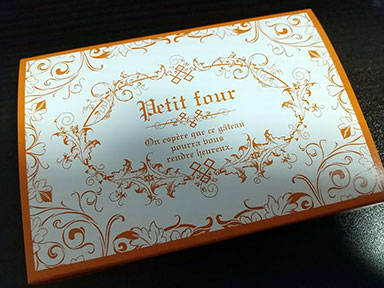 Petit four
On espère que ce gâteau
pourra vous
rendre heureux.